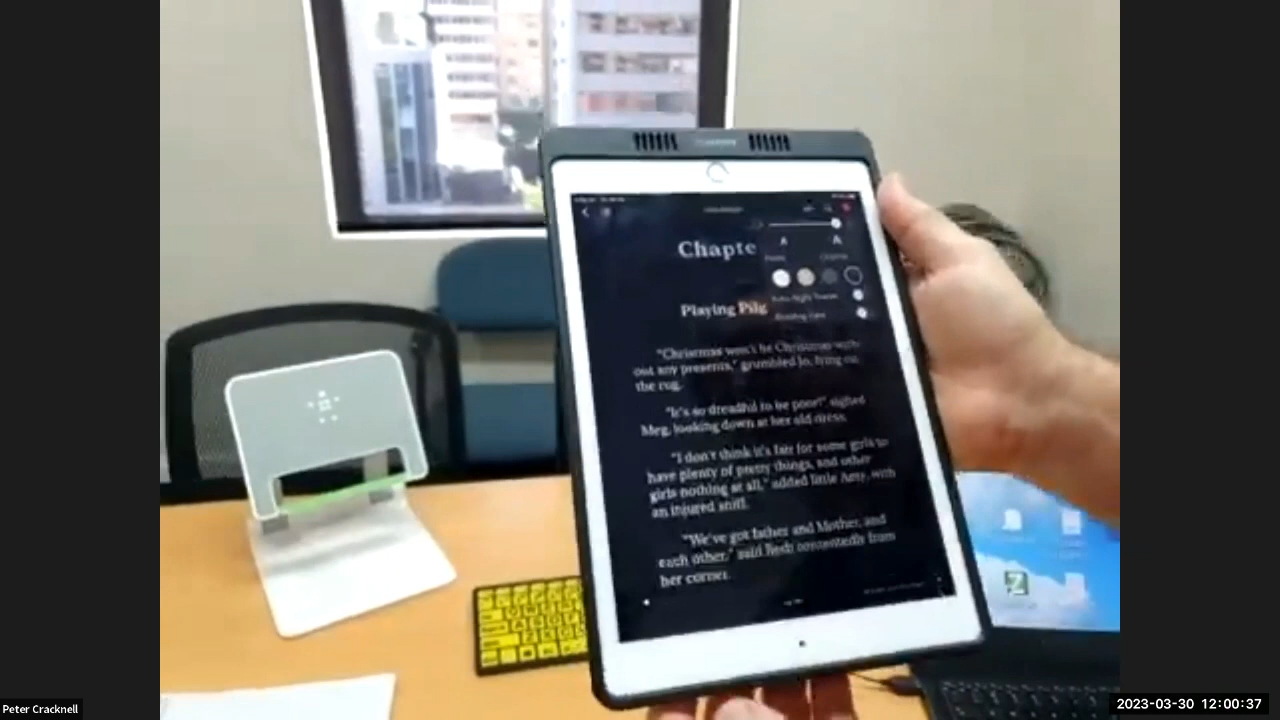 Chapte
Playing Pilg
"Christmas won't be Christmas with-
out any presents," grumbled Jo, lying on
the rug.
"It's so dreadful to be poor!" sighed
Meg, looking down at her old dress.
"I don't think it's fair for some girls to
have plenty of pretty things, and other
girls nothing at all," added little Amy, with
an injured sniff.
"We've got father and Mother, and
each other," said Beth contentedly from
her corner.
Peter Cracknell
2023-03-30 12:00:37